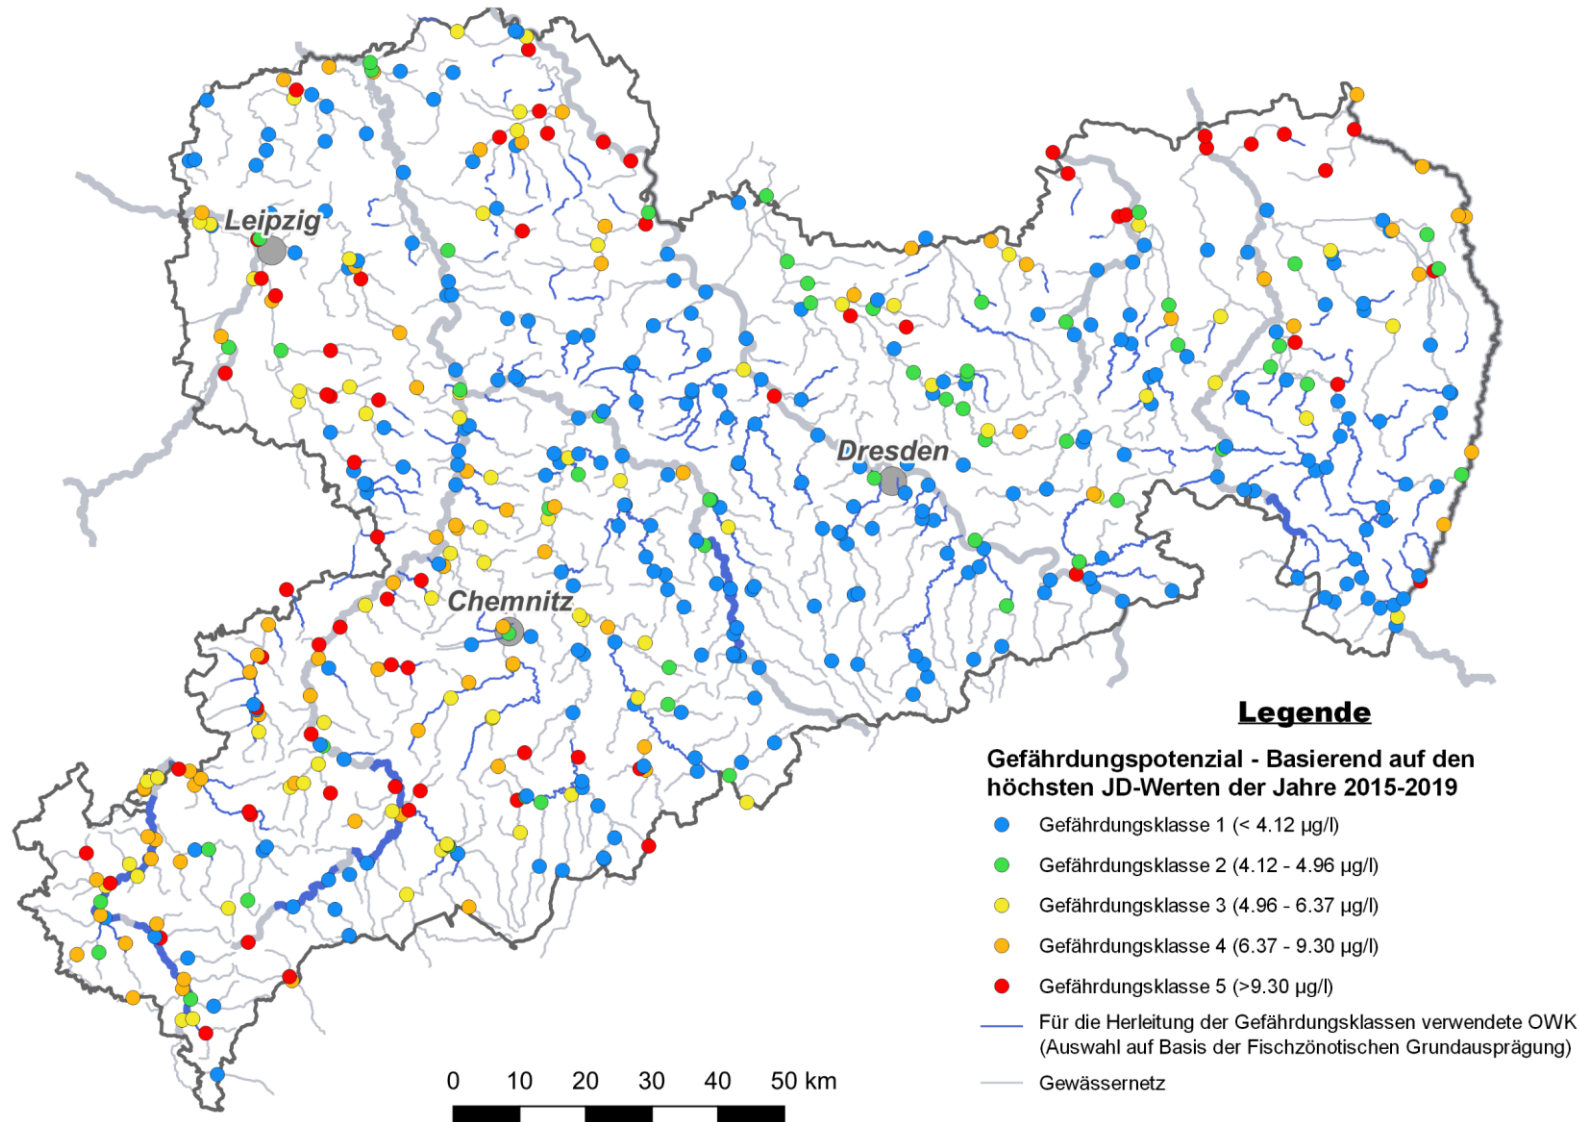 Leipzig
Dresden
Chemnitz
Legende
Gefährdungspotenzial - Basierend auf den
höchsten JD-Werten der Jahre 2015-2019
Gefährdungsklasse 1 (< 4.12 µg/l)
Gefährdungsklasse 2 (4.12 - 4.96 µg/l)
Gefährdungsklasse 3 (4.96 - 6.37 µg/l)
Gefährdungsklasse 4 (6.37 - 9.30 µg/l)
Gefährdungsklasse 5 (>9.30 µg/l)
Für die Herleitung der Gefährdungsklassen verwendete OWK
(Auswahl auf Basis der Fischzönotischen Grundausprägung)
Gewässernetz
0 10 20 30 40 50 km